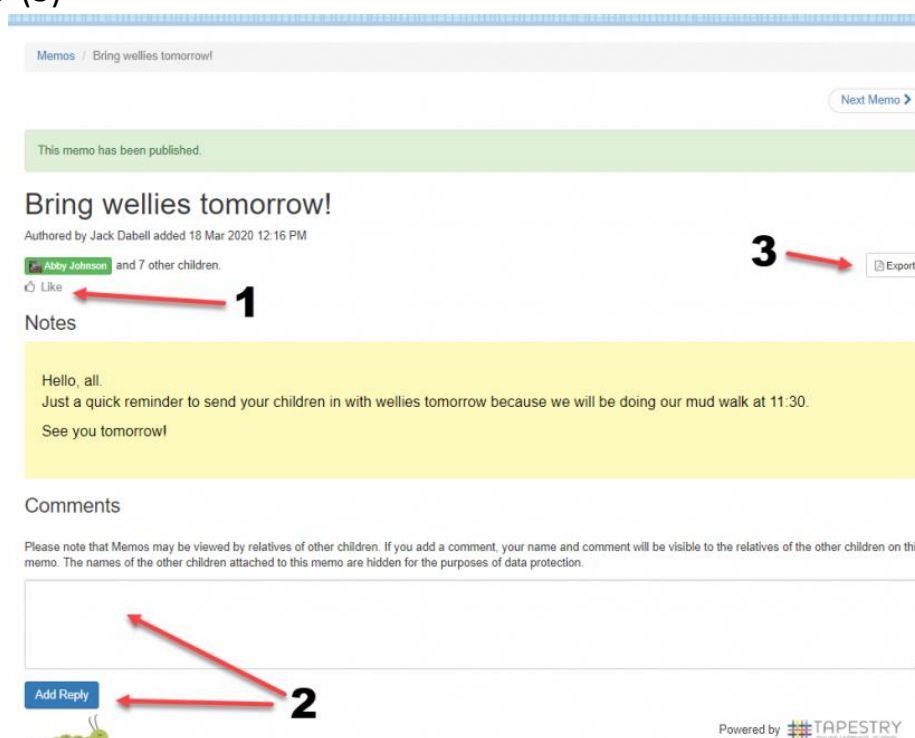 (3)
Memos / Bring wellies tomorrow!
Next Memo
This memo has been published.
Bring wellies tomorrow!
Authored by Jack Dabell added 18 Mar 2020 12:16 PM
Abby Johnson and 7 other children.
3
Export
Like
1
Notes
Hello, all.
Just a quick reminder to send your children in with wellies tomorrow because we will be doing our mud walk at 11:30.
See you tomorrow!
Comments
Please note that Memos may be viewed by relatives of other children. If you add a comment, your name and comment will be visible to the relatives of the other children on thi
memo. The names of the other children attached to this memo are hidden for the purposes of data protection.
Add Reply
2
Powered by TAPESTRY